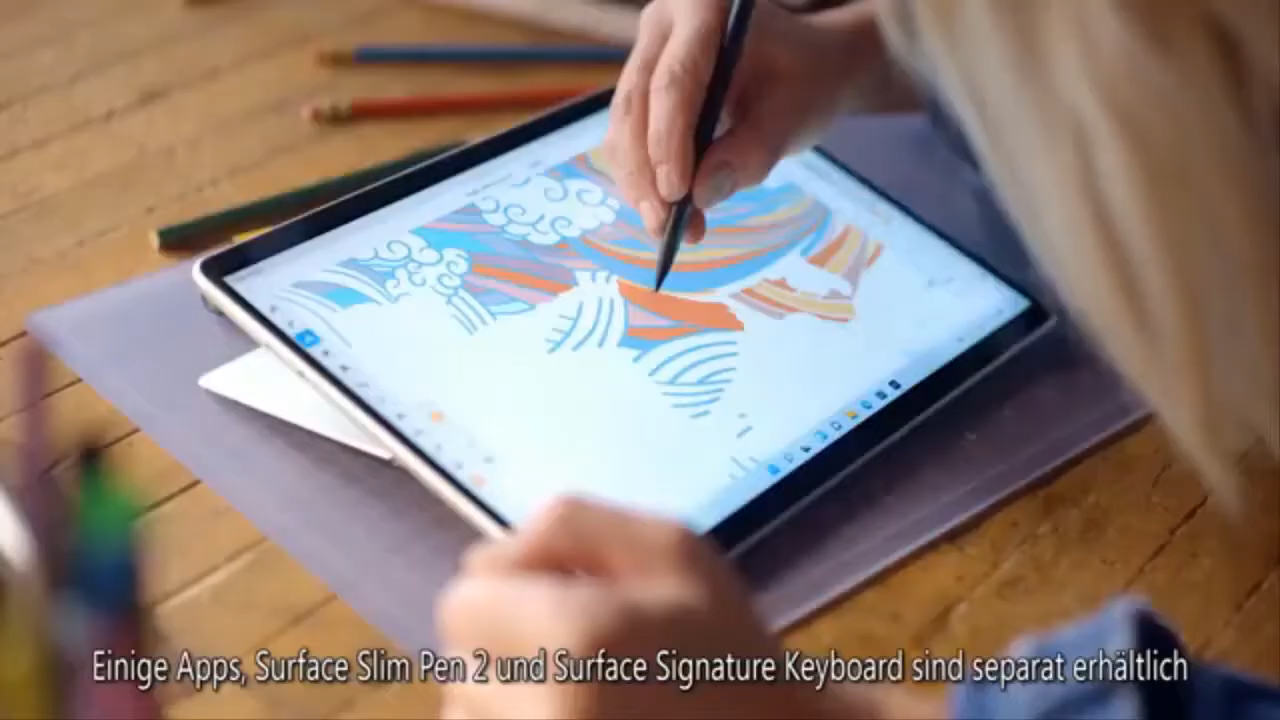 Einige Apps, Surface Slim Pen 2 und Surface Signature Keyboard sind separat erhältlich